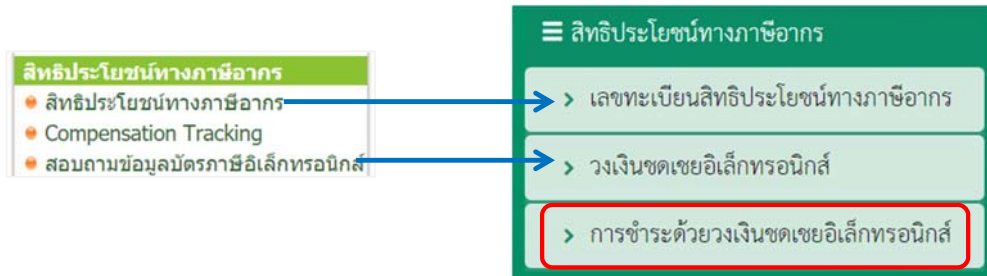 สิทธิประโยชน์ทางภาษีอากร
สิทธิประโยชน์ทางภาษีอากร
Compensation Tracking
สอบถามข้อมูลบัตรภาษีอิเล็กทรอนิกส์
สิทธิประโยชน์ทางภาษีอากร
เลขทะเบียนสิทธิประโยชน์ทางภาษีอากร
วงเงินชดเชยอิเล็กทรอนิกส์
การชำระด้วยวงเงินชดเชยอิเล็กทรอนิกส์